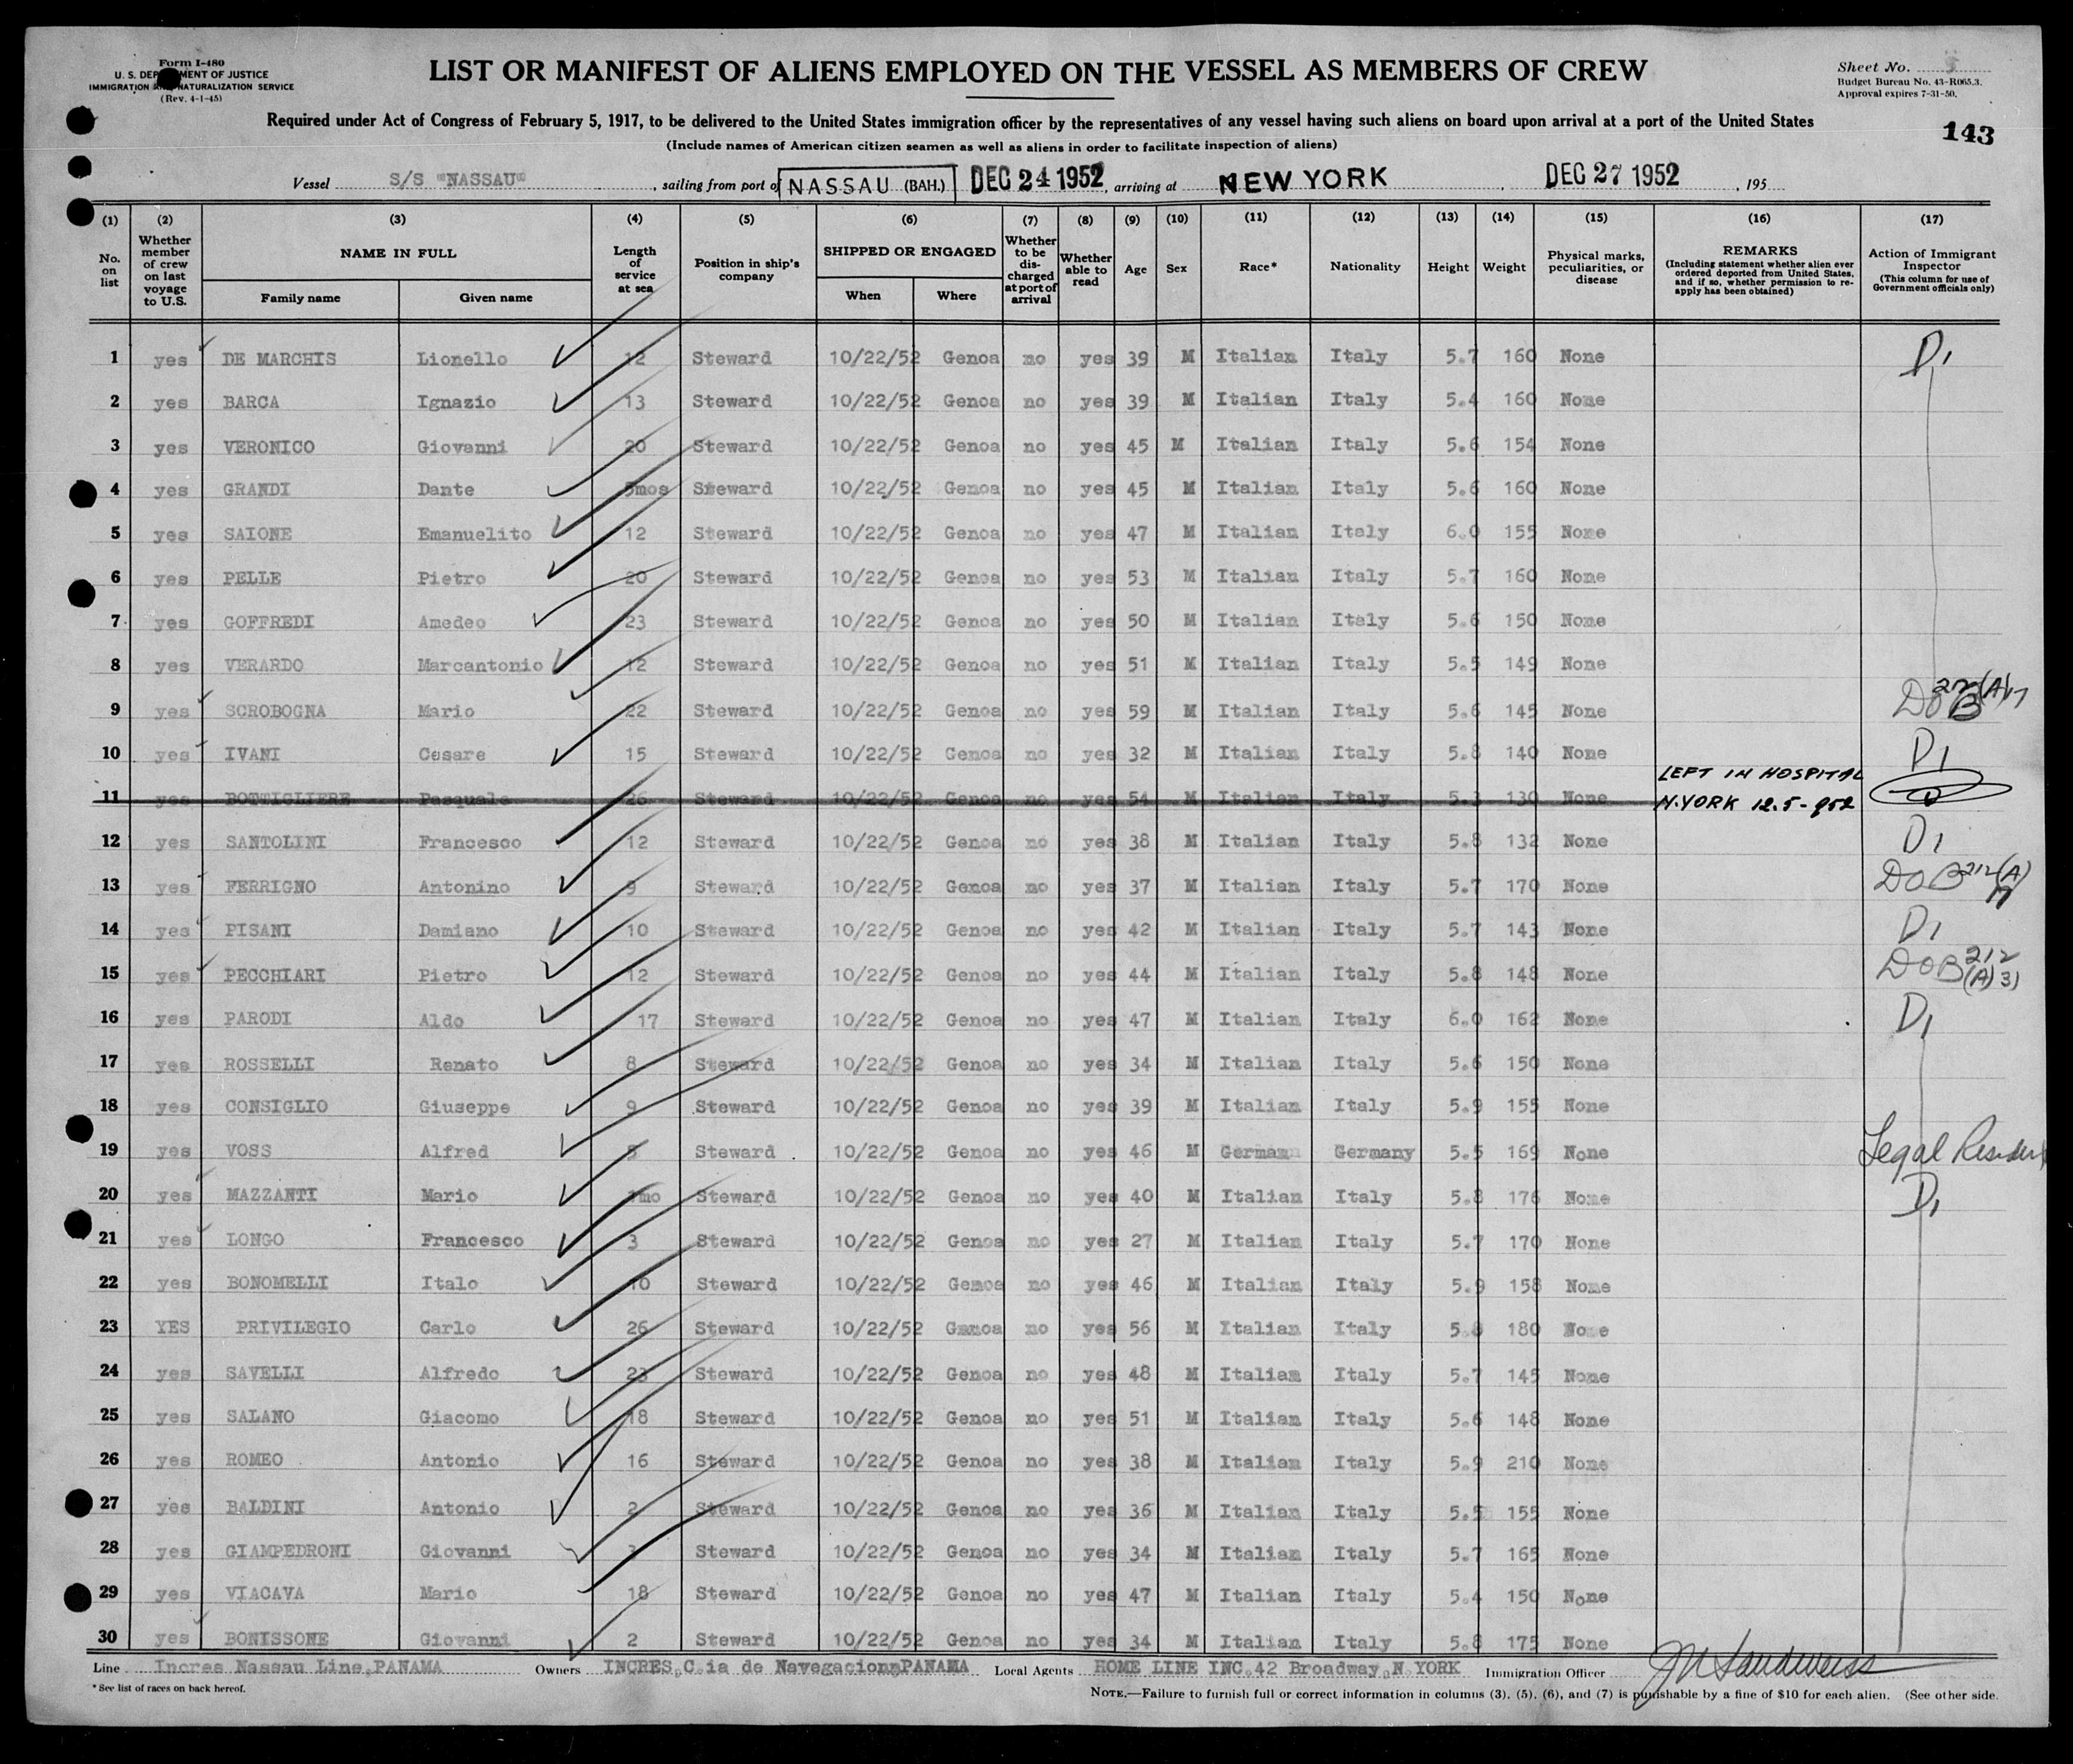 Form I-480
U. S. DEPARTMENT OF JUSTICE
IMMIGRATION AND NATURALIZATION SERVICE
(Rev. 4-1-45)
LIST OR MANIFEST OF ALIENS EMPLOYED ON THE VESSEL AS MEMBERS OF CREW
Sheet No.
Budget Bureau No. 43-R065.3.
Approval expires 7-31-50.
Required under Act of Congress of February 5, 1917, to be delivered to the United States immigration officer by the representatives of any vessel having such aliens on board upon arrival at a port of the United States
143
(Include names of American citizen seamen as well as aliens in order to facilitate inspection of aliens)
Vessel S/S "NASSAU", sailing from port of NASSAU (BAH.) DEC 24 1952, arriving at NEW YORK, DEC 27 1952, 195
(1) (2) (3) (4) (5) (6) (7) (8) (9) (10) (11) (12) (13) (14) (15) (16) (17)
No. on list
Whether member of crew on last voyage to U.S.
NAME IN FULL
Family name Given name
Length of service at sea
Position in ship's company
SHIPPED OR ENGAGED
When Where
Whether to be discharged at port of arrival
Whether able to read
Age
Sex
Race*
Nationality
Height
Weight
Physical marks, peculiarities, or disease
REMARKS
(Including statement whether alien ever ordered deported from United States, and if so, whether permission to re-apply has been obtained)
Action of Immigrant Inspector
(This column for use of Government officials only)
1 yes DE MARCHIS Lionello 12 Steward 10/22/52 Genoa no yes 39 M Italian Italy 5.7 160 None D1
2 yes BARCA Ignazio 13 Steward 10/22/52 Genoa no yes 39 M Italian Italy 5.4 160 None
3 yes VERONICO Giovanni 20 Steward 10/22/52 Genoa no yes 45 M Italian Italy 5.6 154 None
4 yes GRANDI Dante 5mos Steward 10/22/52 Genoa no yes 45 M Italian Italy 5.6 160 None
5 yes SAIONE Emanuelito 12 Steward 10/22/52 Genoa no yes 47 M Italian Italy 6.0 155 None
6 yes PELLE Pietro 20 Steward 10/22/52 Genoa no yes 53 M Italian Italy 5.7 160 None
7 yes GOFFREDI Amedeo 23 Steward 10/22/52 Genoa no yes 50 M Italian Italy 5.6 150 None
8 yes VERARDO Marcantonio 12 Steward 10/22/52 Genoa no yes 51 M Italian Italy 5.5 149 None
9 yes SCROBOGNA Mario 22 Steward 10/22/52 Genoa no yes 59 M Italian Italy 5.6 145 None DOB
10 yes IVANI Cesare 15 Steward 10/22/52 Genoa no yes 32 M Italian Italy 5.8 140 None D1
11 yes BOTTIGLIERE Pasquale 26 Steward 10/22/52 Genoa no yes 54 M Italian Italy 5.3 130 None LEFT IN HOSPITAL
N.YORK 12.5-952
12 yes SANTOLINI Francesco 12 Steward 10/22/52 Genoa no yes 38 M Italian Italy 5.8 132 None D1
13 yes FERRIGNO Antonino 9 Steward 10/22/52 Genoa no yes 37 M Italian Italy 5.7 170 None DOB 212(A)
14 yes PISANI Damiano 10 Steward 10/22/52 Genoa no yes 42 M Italian Italy 5.7 143 None D1
15 yes PECCHIARI Pietro 12 Steward 10/22/52 Genoa no yes 44 M Italian Italy 5.8 148 None DOB 212
(A)3)
16 yes PARODI Aldo 17 Steward 10/22/52 Genoa no yes 47 M Italian Italy 6.0 162 None D1
17 yes ROSSELLI Renato 8 Steward 10/22/52 Genoa no yes 34 M Italian Italy 5.6 150 None
18 yes CONSIGLIO Giuseppe 9 Steward 10/22/52 Genoa no yes 39 M Italian Italy 5.9 155 None
19 yes VOSS Alfred 5 Steward 10/22/52 Genoa no yes 46 M German Germany 5.5 169 None Legal Resident
20 yes MAZZANTI Mario 1mo Steward 10/22/52 Genoa no yes 40 M Italian Italy 5.8 176 None D1
21 yes LONGO Francesco 3 Steward 10/22/52 Genoa no yes 27 M Italian Italy 5.7 170 None
22 yes BONOMELLI Italo 10 Steward 10/22/52 Genoa no yes 46 M Italian Italy 5.9 158 None
23 YES PRIVILEGIO Carlo 26 Steward 10/22/52 Genoa no yes 56 M Italian Italy 5.8 180 None
24 yes SAVELLI Alfredo 23 Steward 10/22/52 Genoa no yes 48 M Italian Italy 5.7 145 None
25 yes SALANO Giacomo 18 Steward 10/22/52 Genoa no yes 51 M Italian Italy 5.6 148 None
26 yes ROMEO Antonio 16 Steward 10/22/52 Genoa no yes 38 M Italian Italy 5.9 210 None
27 yes BALDINI Antonio 2 Steward 10/22/52 Genoa no yes 36 M Italian Italy 5.5 155 None
28 yes GIAMPEDRONI Giovanni 3 Steward 10/22/52 Genoa no yes 34 M Italian Italy 5.7 165 None
29 yes VIACAVA Mario 18 Steward 10/22/52 Genoa no yes 47 M Italian Italy 5.4 150 None
30 yes BONISSONE Giovanni 2 Steward 10/22/52 Genoa no yes 34 M Italian Italy 5.8 175 None
Line Incres Nassau Line, PANAMA Owners INCRES, C.ia de Navegacion, PANAMA Local Agents HOME LINE INC. 42 Broadway, N.YORK Immigration Officer JM Sandweiss
*See list of races on back hereof.
NOTE.—Failure to furnish full or correct information in columns (3), (5), (6), and (7) is punishable by a fine of $10 for each alien. (See other side.